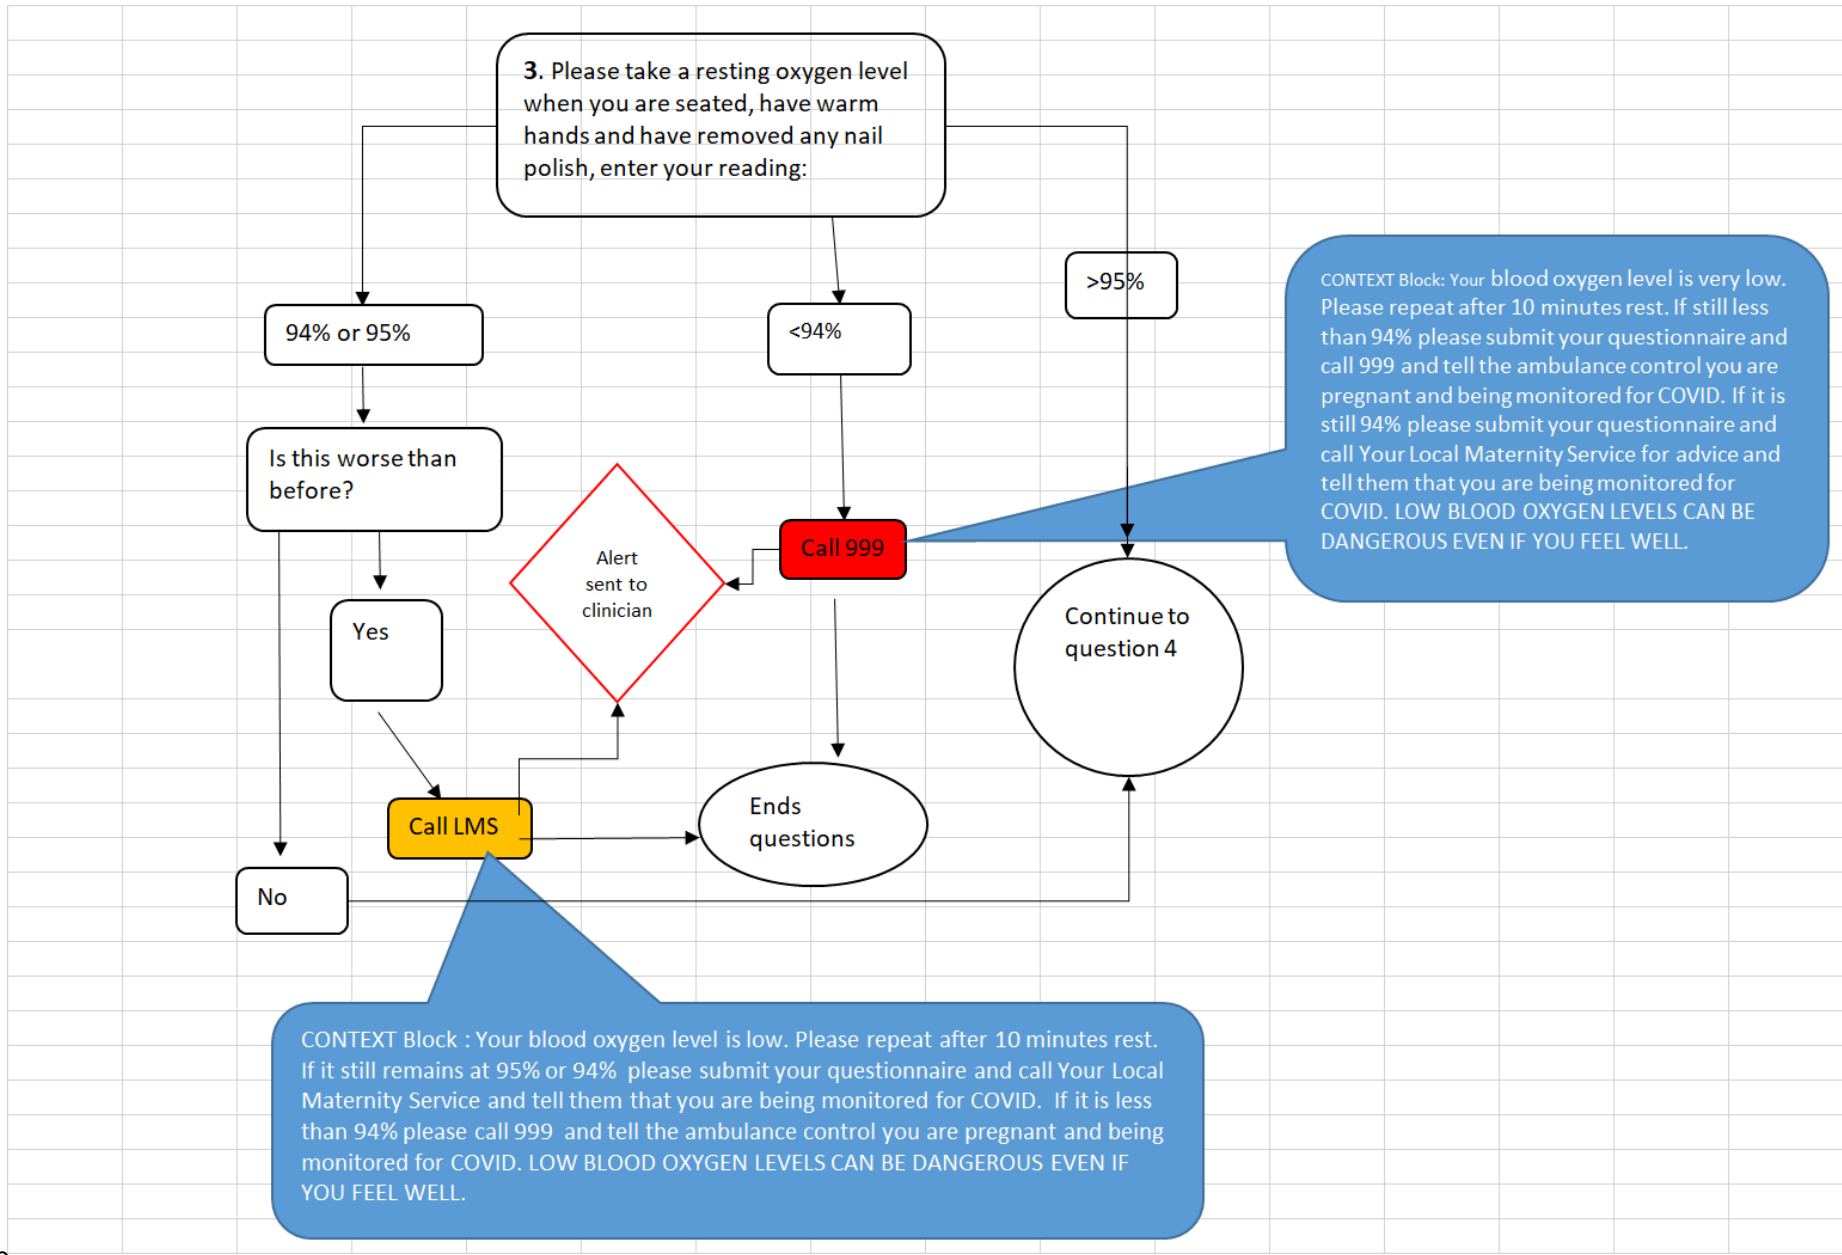 3. Please take a resting oxygen level
when you are seated, have warm
hands and have removed any nail
polish, enter your reading:
>95%
94% or 95%
<94%
CONTEXT Block: Your blood oxygen level is very low.
Please repeat after 10 minutes rest. If still less
than 94% please submit your questionnaire and
call 999 and tell the ambulance control you are
pregnant and being monitored for COVID. If it is
still 94% please submit your questionnaire and
call Your Local Maternity Service for advice and
tell them that you are being monitored for
COVID. LOW BLOOD OXYGEN LEVELS CAN BE
DANGEROUS EVEN IF YOU FEEL WELL.
Is this worse than
before?
Call 999
Alert
sent to
clinician
Yes
Continue to
question 4
Call LMS
Ends
questions
No
CONTEXT Block : Your blood oxygen level is low. Please repeat after 10 minutes rest.
If it still remains at 95% or 94% please submit your questionnaire and call Your Local
Maternity Service and tell them that you are being monitored for COVID. If it is less
than 94% please call 999 and tell the ambulance control you are pregnant and being
monitored for COVID. LOW BLOOD OXYGEN LEVELS CAN BE DANGEROUS EVEN IF
YOU FEEL WELL.